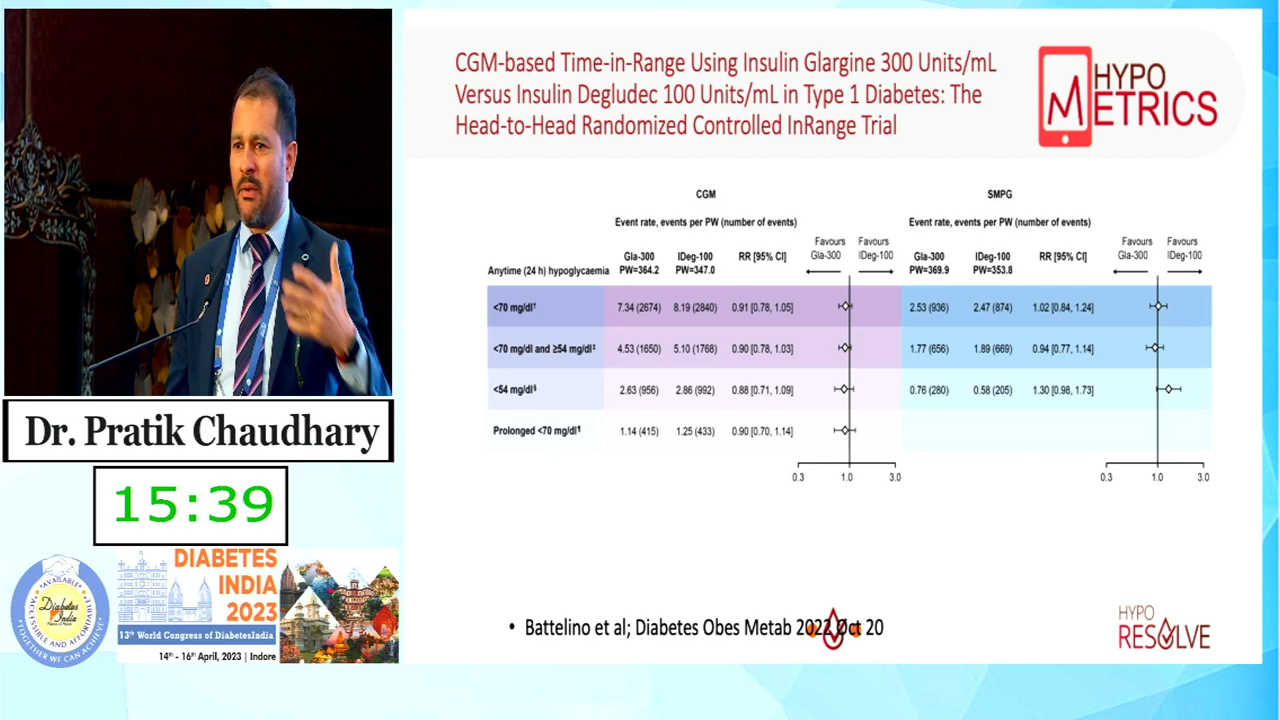 CGM-based Time-in-Range Using Insulin Glargine 300 Units/mL
Versus Insulin Degludec 100 Units/mL in Type 1 Diabetes: The
Head-to-Head Randomized Controlled InRange Trial
HYPO
METRICS
CGM
SMPG
Event rate, events per PW (number of events)
Event rate, events per PW (number of events)
Anytime (24 h) hypoglycaemia
Gla-300
PW=364.2
IDeg-100
PW=347.0
RR [95% CI]
Favours
Gla-300
Favours
IDeg-100
Gla-300
PW=369.9
IDeg-100
PW=353.8
RR [95% CI]
Favours
Gla-300
Favours
IDeg-100
<70 mg/dl† 7.34 (2674) 8.19 (2840) 0.91 [0.78, 1.05] 2.53 (936) 2.47 (874) 1.02 [0.84, 1.24]
<70 mg/dl and ≥54 mg/dl‡ 4.53 (1650) 5.10 (1768) 0.90 [0.78, 1.03] 1.77 (656) 1.89 (669) 0.94 [0.77, 1.14]
<54 mg/dl§ 2.63 (956) 2.86 (992) 0.88 [0.71, 1.09] 0.76 (280) 0.58 (205) 1.30 [0.98, 1.73]
Prolonged <70 mg/dl¶ 1.14 (415) 1.25 (433) 0.90 [0.70, 1.14]
0.3 1.0 3.0 0.3 1.0 3.0
• Battelino et al; Diabetes Obes Metab 2022 Oct 20
HYPO
RESOLVE
Dr. Pratik Chaudhary
15:39
AVAILABLE
ACCESSIBLE AND AFFORDABLE
Diabetes
India
TOGETHER WE CAN ACHIEVE
DIABETES
INDIA
2023
13th World Congress of DiabetesIndia
14th - 16th April, 2023 | Indore